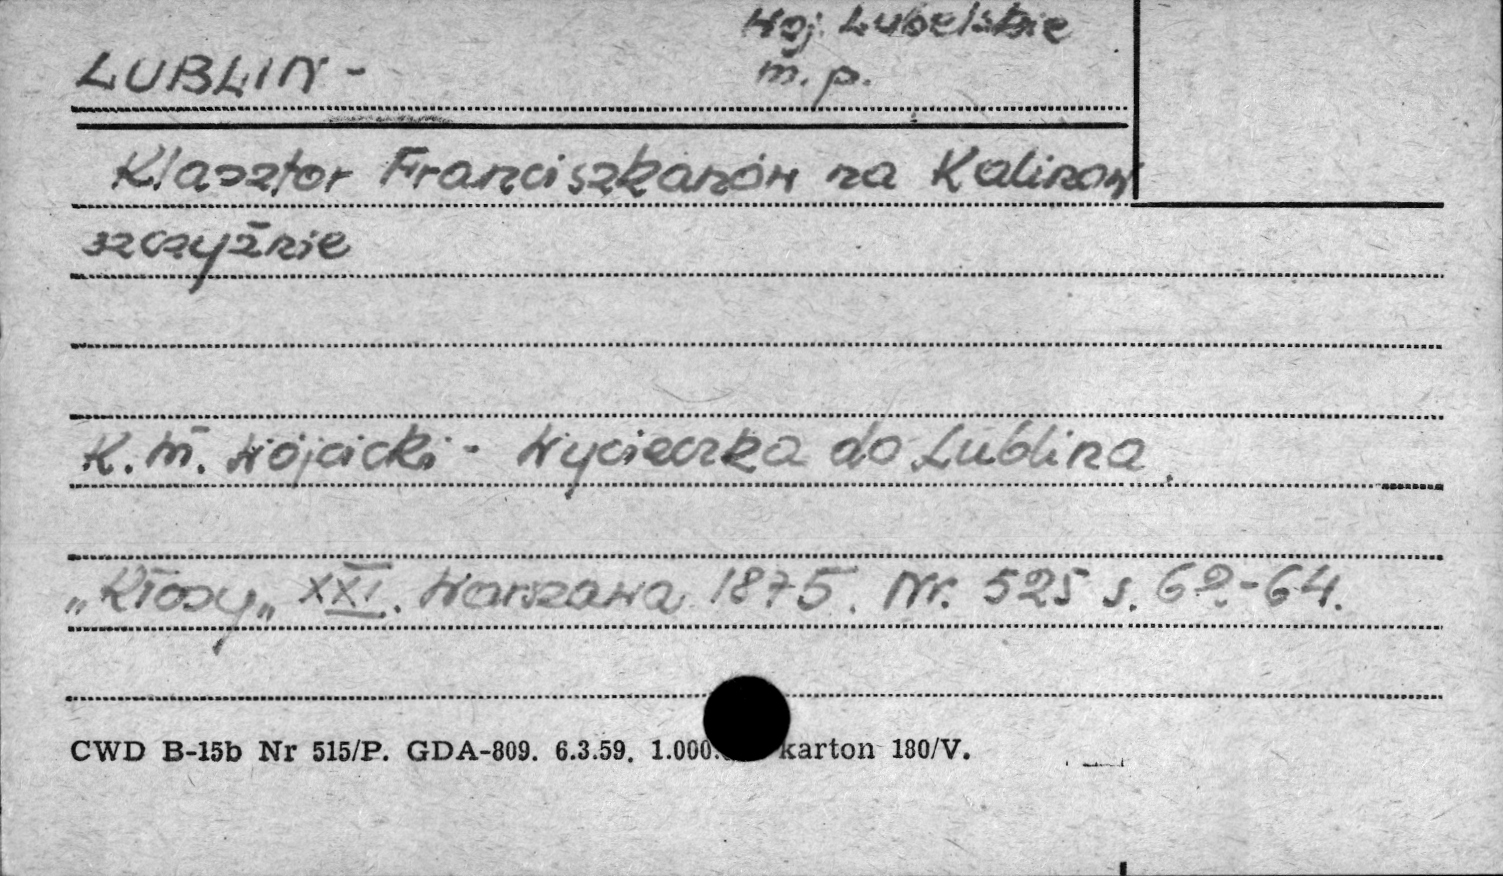 Woj. Lubelskie
LUBLIN -
m. p.
Klasztor Franciszkanów na Kalinow
szczyźnie
K. Wł. Wójcicki - Wycieczka do Lublina.
„Kłosy„ XXI. Warszawa 1875. Nr. 525 s. 62-64.
CWD B-15b Nr 515/P. GDA-809. 6.3.59. 1.000. karton 180/V.